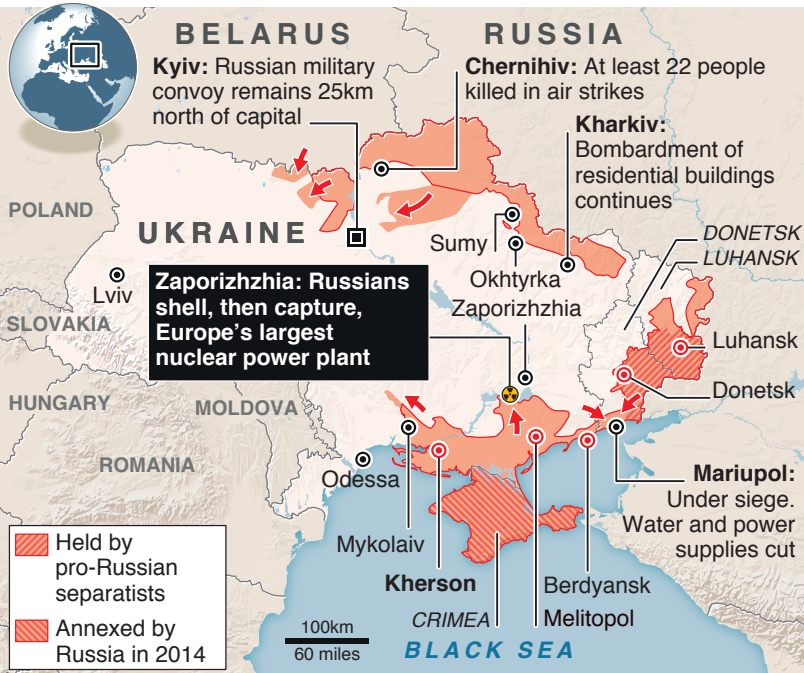 BELARUS
RUSSIA
Kyiv: Russian military
convoy remains 25km
north of capital
Chernihiv: At least 22 people
killed in air strikes
Kharkiv:
Bombardment of
residential buildings
continues
POLAND
UKRAINE
Sumy
DONETSK
LUHANSK
Okhtyrka
Lviv
Zaporizhzhia: Russians
shell, then capture,
Europe's largest
nuclear power plant
Zaporizhzhia
SLOVAKIA
Luhansk
Donetsk
HUNGARY
MOLDOVA
ROMANIA
Odessa
Mariupol:
Under siege.
Water and power
supplies cut
Mykolaiv
Kherson
Berdyansk
CRIMEA
Melitopol
BLACK SEA
Held by
pro-Russian
separatists
Annexed by
Russia in 2014
100km
60 miles